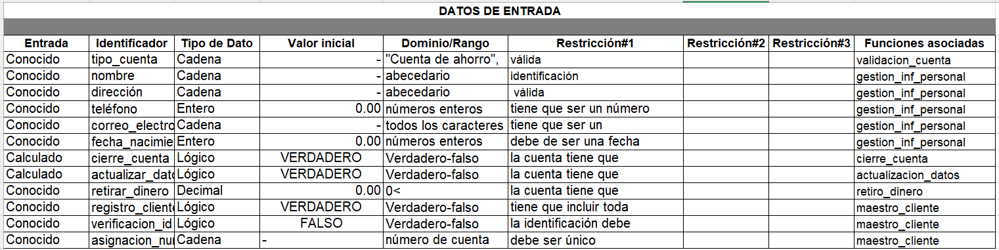 DATOS DE ENTRADA
Entrada Identificador Tipo de Dato Valor inicial Dominio/Rango Restricción#1 Restricción#2 Restricción#3 Funciones asociadas
Conocido tipo_cuenta Cadena - "Cuenta de ahorro", válida validacion_cuenta
Conocido nombre Cadena - abecedario identificación gestion_inf_personal
Conocido dirección Cadena - abecedario válida gestion_inf_personal
Conocido teléfono Entero 0.00 números enteros tiene que ser un número gestion_inf_personal
Conocido correo_electro Cadena - todos los caracteres tiene que ser un gestion_inf_personal
Conocido fecha_nacimie Entero 0.00 números enteros debe de ser una fecha gestion_inf_personal
Calculado cierre_cuenta Lógico VERDADERO Verdadero-falso la cuenta tiene que cierre_cuenta
Calculado actualizar_dato Lógico VERDADERO Verdadero-falso la cuenta tiene que actualizacion_datos
Conocido retirar_dinero Decimal 0.00 0< la cuenta tiene que retiro_dinero
Conocido registro_cliente Lógico VERDADERO Verdadero-falso tiene que incluir toda maestro_cliente
Conocido verificacion_id Lógico FALSO Verdadero-falso la identificación debe maestro_cliente
Conocido asignacion_nu Cadena - número de cuenta debe ser único maestro_cliente